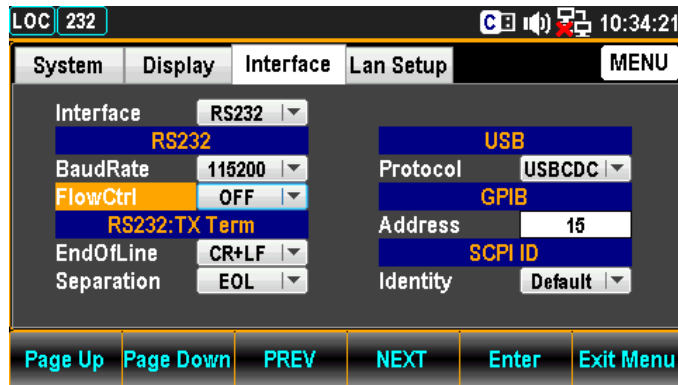 LOC 232 C 10:34:21
System Display Interface Lan Setup MENU
Interface RS232
RS232
BaudRate 115200
FlowCtrl OFF
RS232:TX Term
EndOfLine CR+LF
Separation EOL
USB
Protocol USBCDC
GPIB
Address 15
SCPI ID
Identity Default
Page Up Page Down PREV NEXT Enter Exit Menu